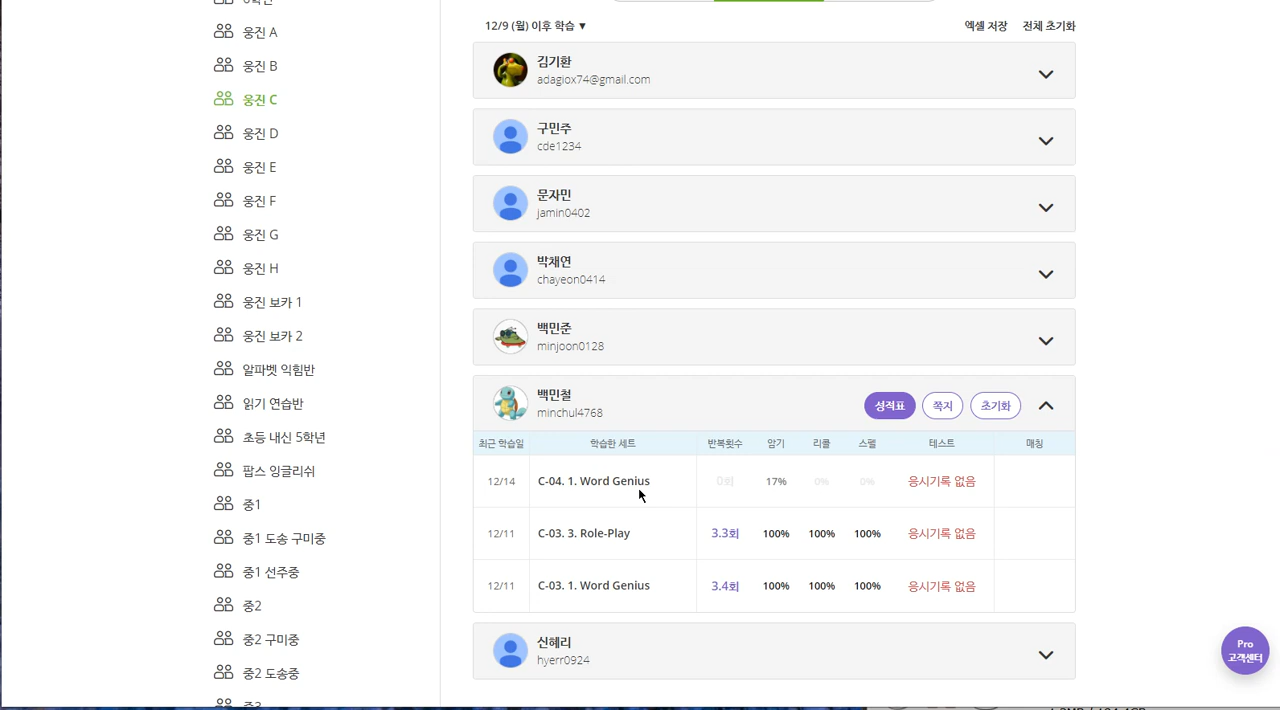 웅진 A
웅진 B
웅진 C
웅진 D
웅진 E
웅진 F
웅진 G
웅진 H
웅진 보카 1
웅진 보카 2
알파벳 익힘반
읽기 연습반
초등 내신 5학년
팝스 잉글리쉬
중1
중1 도송 구미중
중1 선주중
중2
중2 구미중
중2 도송중
12/9 (월) 이후 학습 ▼
엑셀 저장 전체 초기화
김기환
adagiox74@gmail.com
구민주
cde1234
문자민
jamin0402
박채연
chayeon0414
백민준
minjoon0128
백민철
minchul4768
성적표 쪽지 초기화
최근 학습일 학습한 세트 반복횟수 암기 리콜 스펠 테스트 매칭
12/14 C-04. 1. Word Genius 0회 17% 0% 0% 응시기록 없음
12/11 C-03. 3. Role-Play 3.3회 100% 100% 100% 응시기록 없음
12/11 C-03. 1. Word Genius 3.4회 100% 100% 100% 응시기록 없음
신혜리
hyerr0924
Pro
고객센터